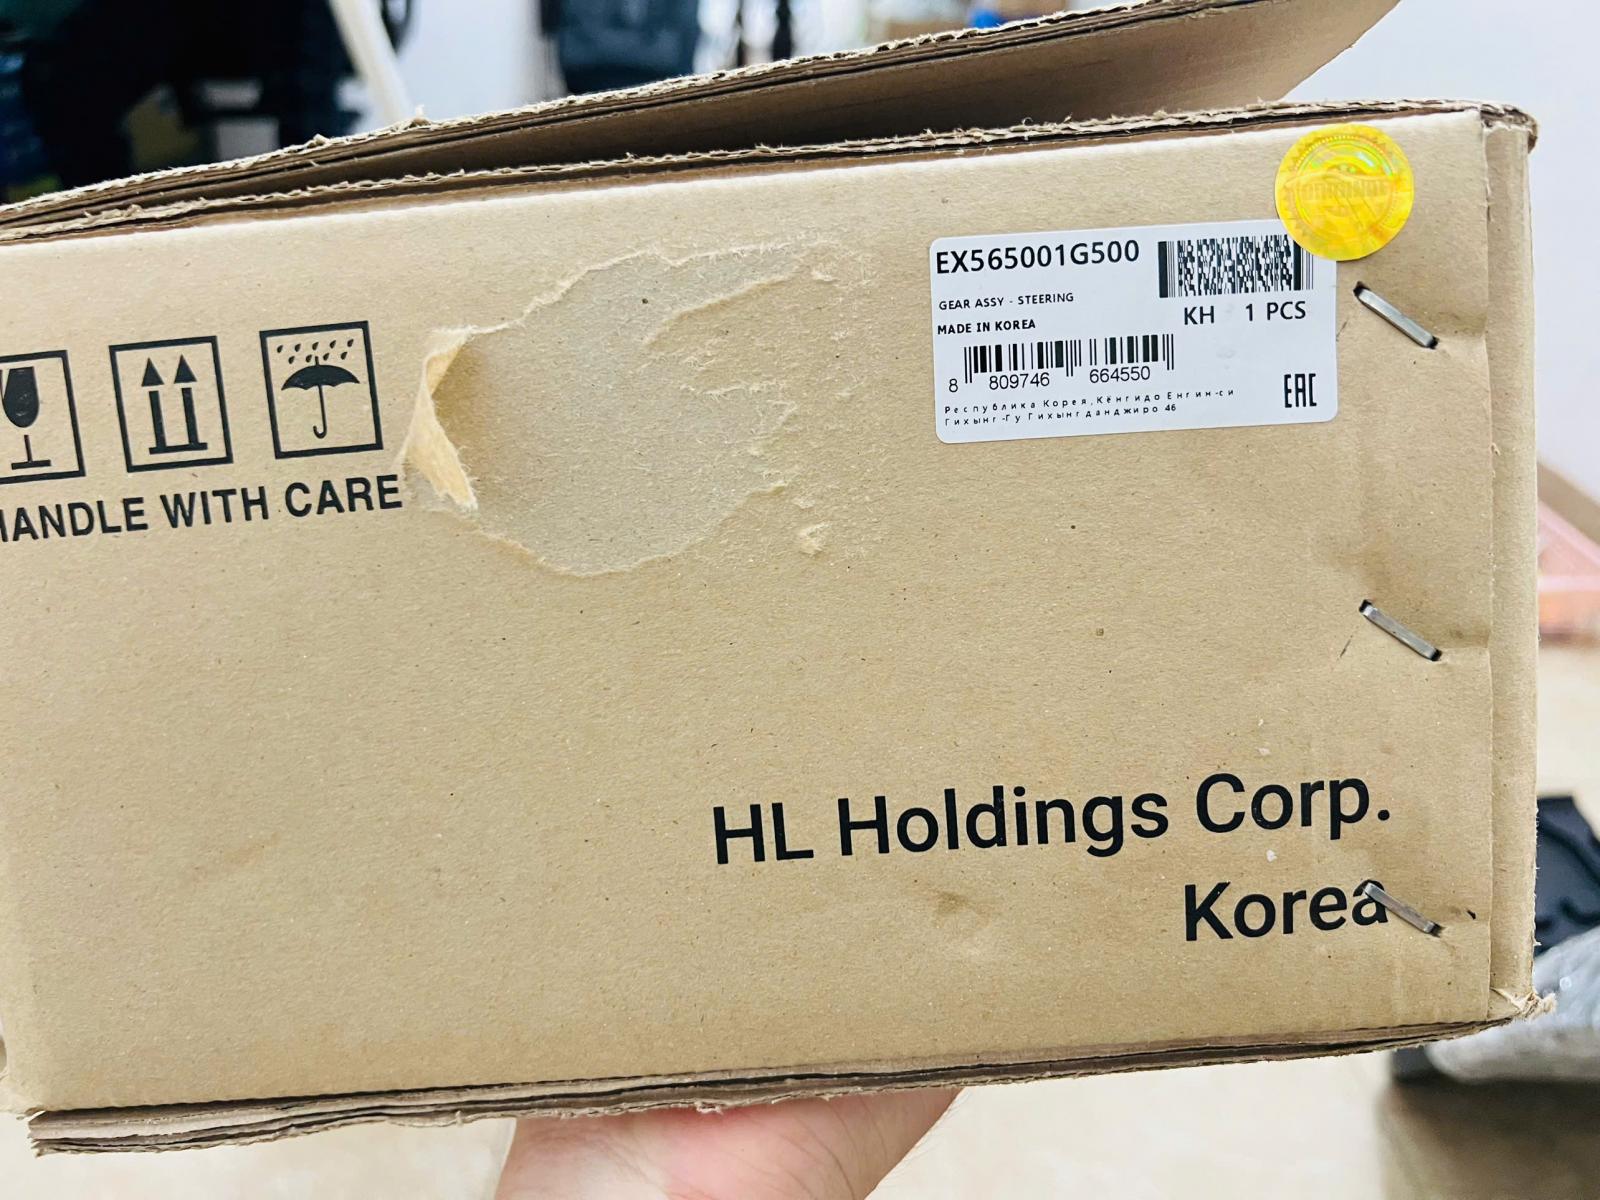 EX565001G500
GEAR ASSY - STEERING
MADE IN KOREA
KH 1 PCS
8 809746 664550
Республика Корея,Кёнгидо Енгин-си
Гихынг-Гу Гихынгданджиро 46
EAC
HANDLE WITH CARE
HL Holdings Corp.
Korea